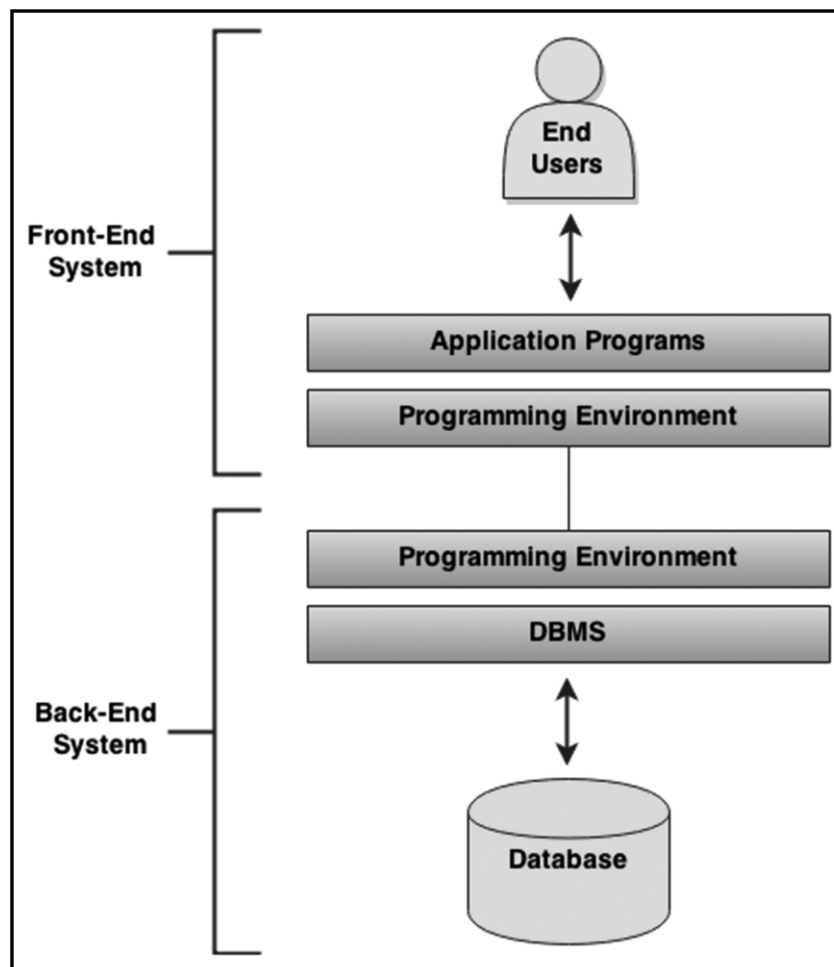 End
Users
Front-End
System
Application Programs
Programming Environment
Programming Environment
DBMS
Back-End
System
Database